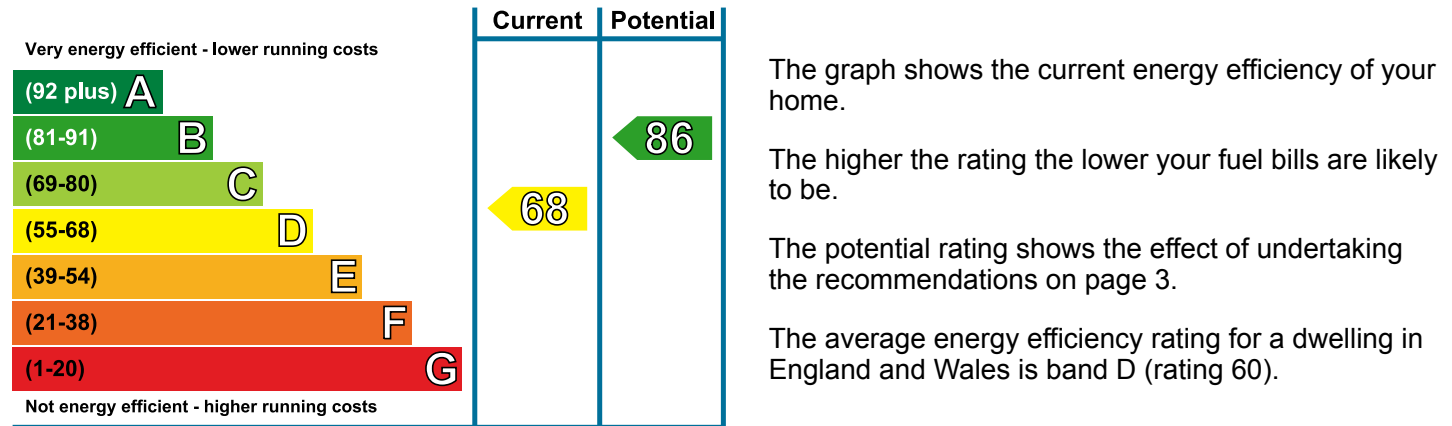 Current Potential
Very energy efficient - lower running costs
(92 plus) A
(81-91) B
86
(69-80) C
68
(55-68) D
(39-54) E
(21-38) F
(1-20) G
Not energy efficient - higher running costs
The graph shows the current energy efficiency of your
home.
The higher the rating the lower your fuel bills are likely
to be.
The potential rating shows the effect of undertaking
the recommendations on page 3.
The average energy efficiency rating for a dwelling in
England and Wales is band D (rating 60).